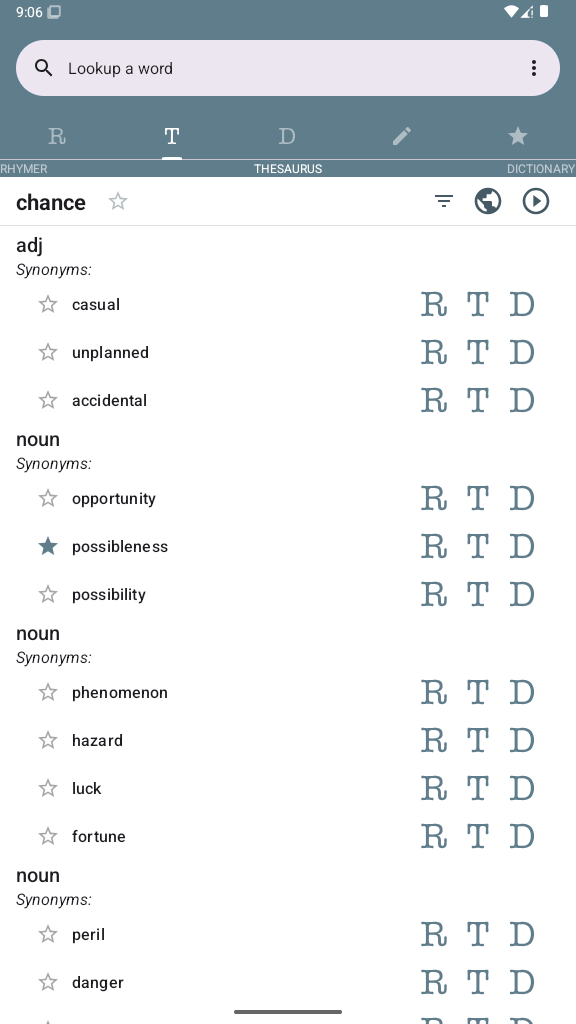 9:06
Lookup a word
R T D
RHYMER THESAURUS DICTIONARY
chance
adj
Synonyms:
casual R T D
unplanned R T D
accidental R T D
noun
Synonyms:
opportunity R T D
possibleness R T D
possibility R T D
noun
Synonyms:
phenomenon R T D
hazard R T D
luck R T D
fortune R T D
noun
Synonyms:
peril R T D
danger R T D